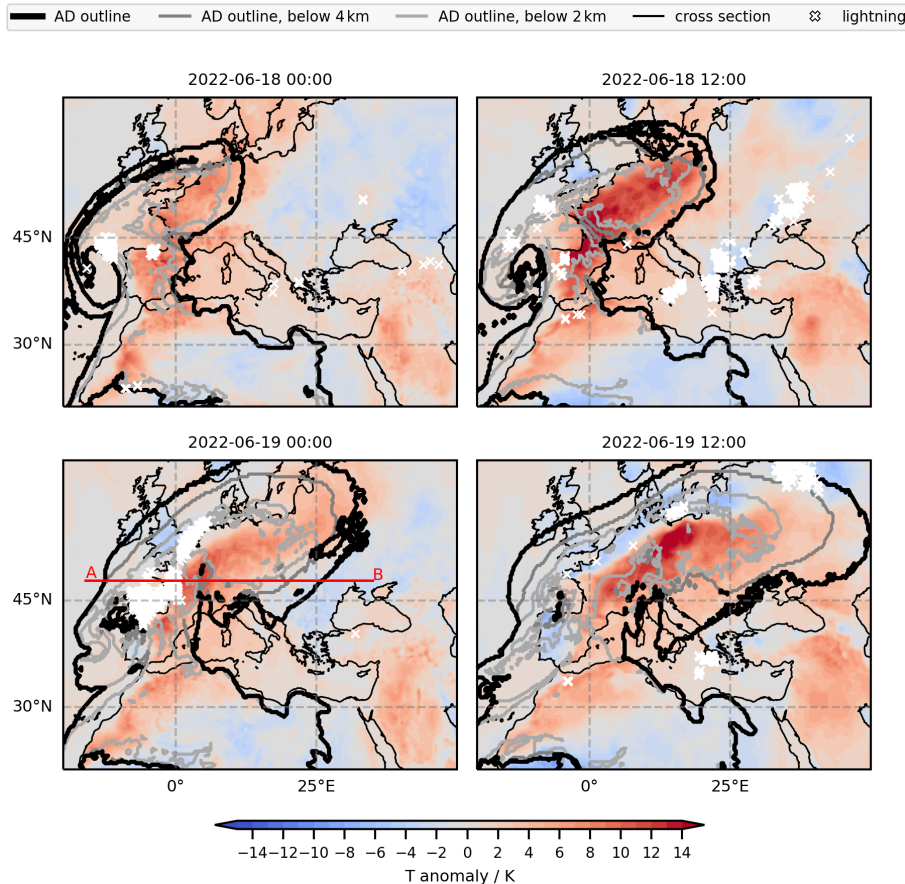 AD outline AD outline, below 4 km AD outline, below 2 km cross section lightning
2022-06-18 00:00 2022-06-18 12:00
45°N
30°N
2022-06-19 00:00 2022-06-19 12:00
A B
45°N
30°N
0° 25°E 0° 25°E
−14 −12 −10 −8 −6 −4 −2 0 2 4 6 8 10 12 14
T anomaly / K